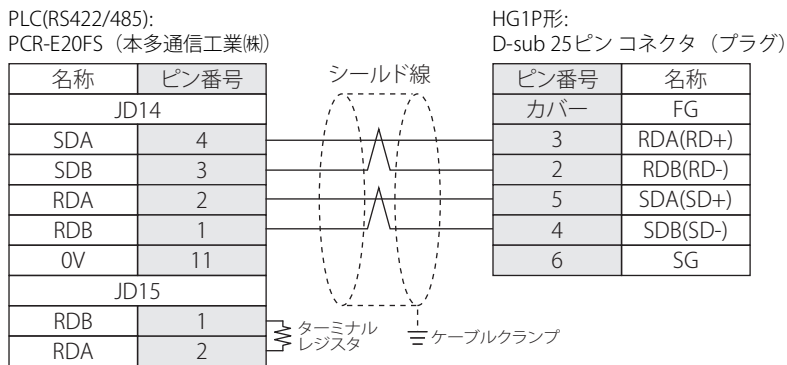 PLC(RS422/485):
PCR-E20FS（本多通信工業㈱）
HG1P形:
D-sub 25ピン コネクタ（プラグ）
シールド線
名称 ピン番号
JD14
SDA 4
SDB 3
RDA 2
RDB 1
0V 11
JD15
RDB 1
RDA 2
ターミナル
レジスタ
ケーブルクランプ
ピン番号 名称
カバー FG
3 RDA(RD+)
2 RDB(RD-)
5 SDA(SD+)
4 SDB(SD-)
6 SG